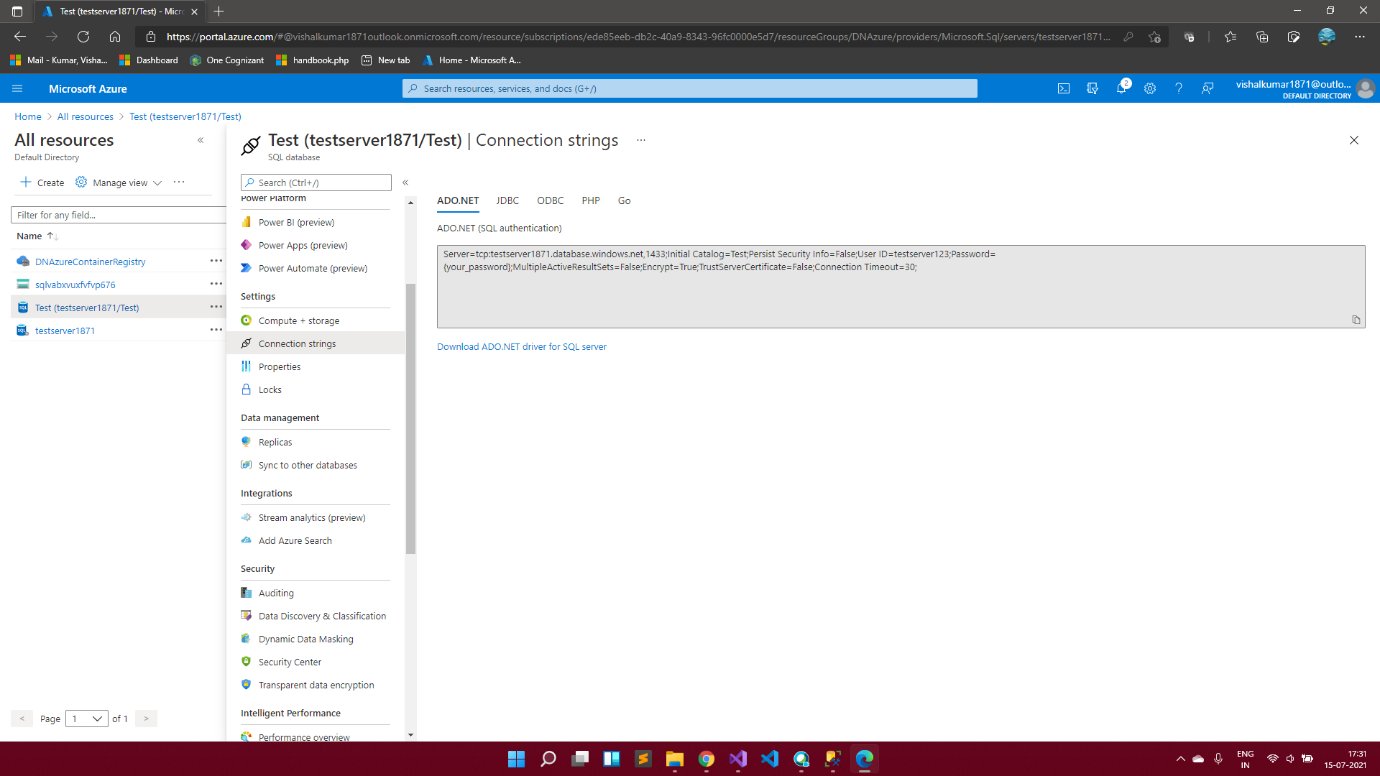 Test (testserver1871/Test) - Micr
https://portal.azure.com/#@vishalkumar1871outlook.onmicrosoft.com/resource/subscriptions/ede85eeb-db2c-40a9-8343-96fc0000e5d7/resourceGroups/DNAzure/providers/Microsoft.Sql/servers/testserver1871...
Mail - Kumar, Visha... Dashboard One Cognizant handbook.php New tab Home - Microsoft A...
Microsoft Azure
Search resources, services, and docs (G+/)
2
vishalkumar1871@outlo...
DEFAULT DIRECTORY
Home > All resources > Test (testserver1871/Test)
All resources
Default Directory
Create Manage view
Filter for any field...
Name
DNAzureContainerRegistry
sqlvabxvuxfvfvp676
Test (testserver1871/Test)
testserver1871
< Page 1 of 1 >
Test (testserver1871/Test) | Connection strings
SQL database
Search (Ctrl+/)
Power Platform
Power BI (preview)
Power Apps (preview)
Power Automate (preview)
Settings
Compute + storage
Connection strings
Properties
Locks
Data management
Replicas
Sync to other databases
Integrations
Stream analytics (preview)
Add Azure Search
Security
Auditing
Data Discovery & Classification
Dynamic Data Masking
Security Center
Transparent data encryption
Intelligent Performance
Performance overview
ADO.NET JDBC ODBC PHP Go
ADO.NET (SQL authentication)
Server=tcp:testserver1871.database.windows.net,1433;Initial Catalog=Test;Persist Security Info=False;User ID=testserver123;Password=
{your_password};MultipleActiveResultSets=False;Encrypt=True;TrustServerCertificate=False;Connection Timeout=30;
Download ADO.NET driver for SQL server
ENG
IN
17:31
15-07-2021